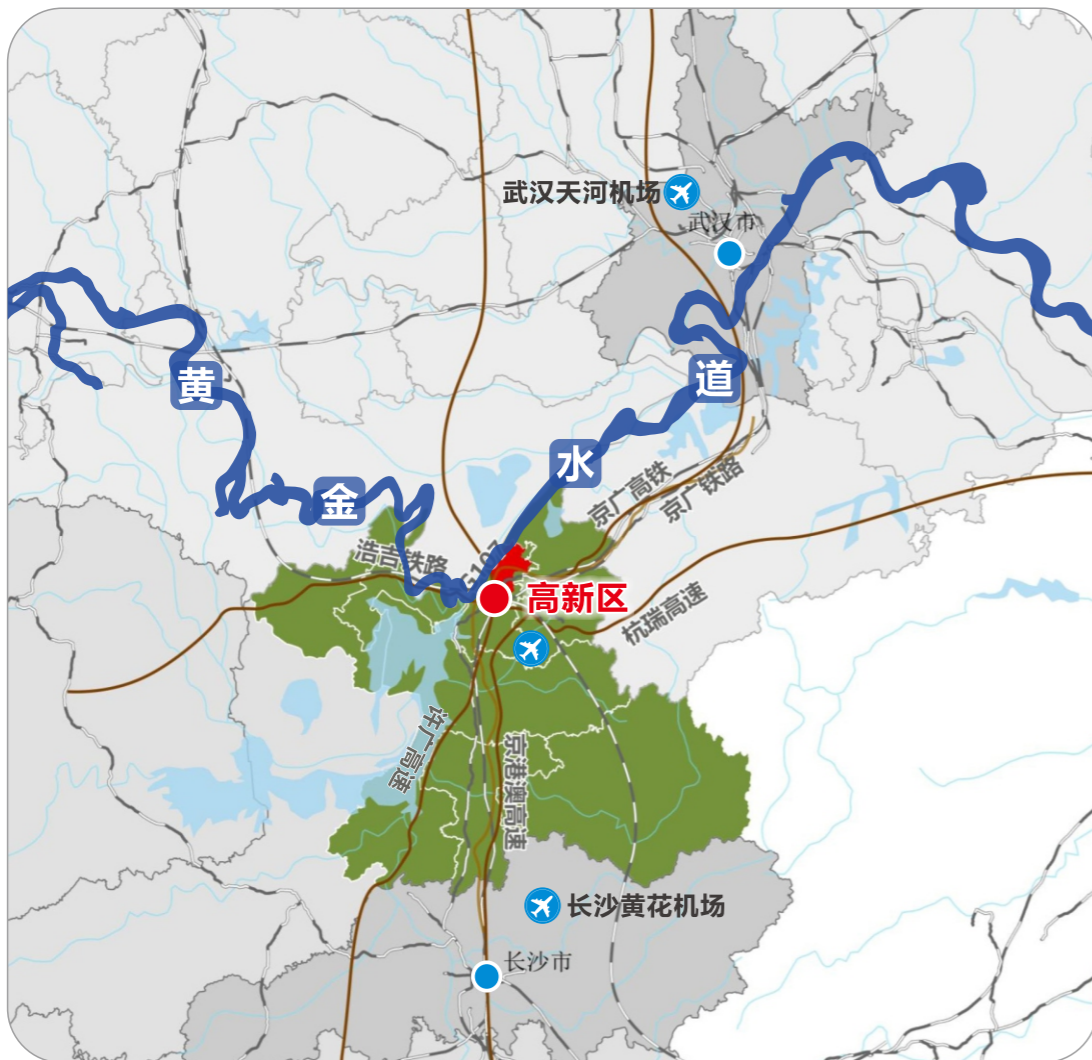 武汉天河机场
武汉市
黄
道
水
金
京广高铁
京广铁路
浩吉铁路
G107
高新区
杭瑞高速
许广高速
京港澳高速
长沙黄花机场
长沙市